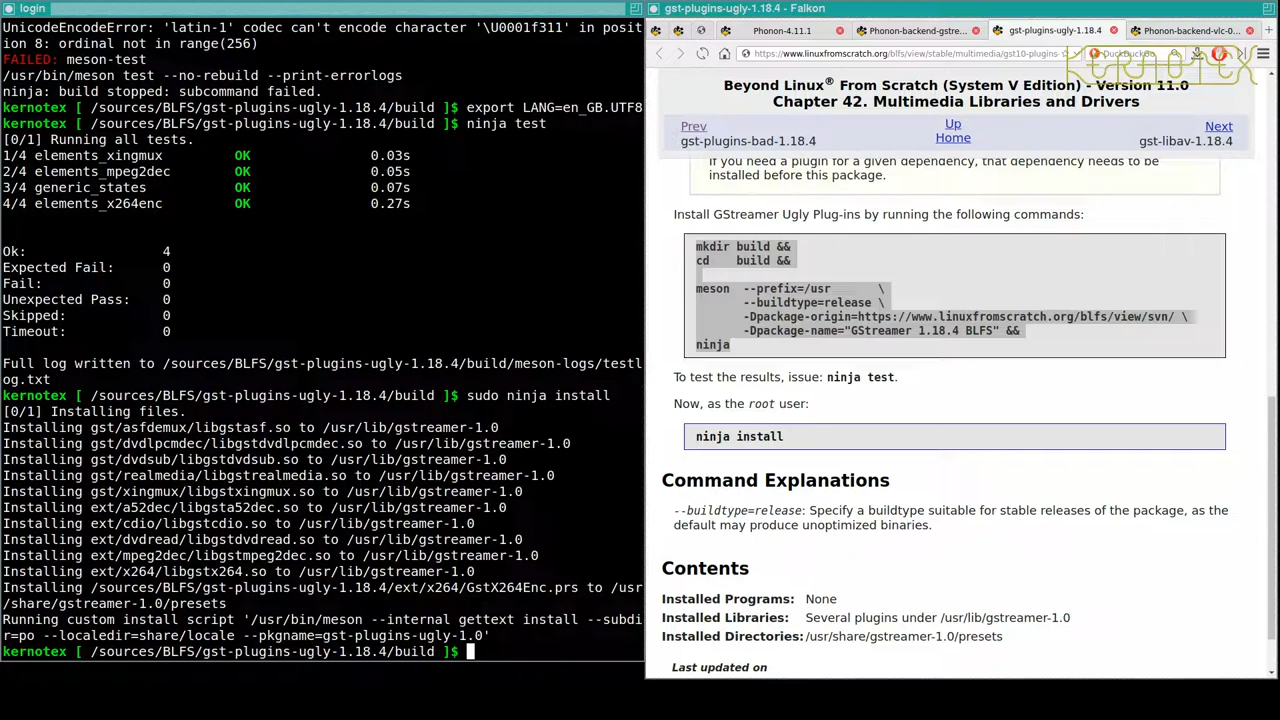 login
UnicodeEncodeError: 'latin-1' codec can't encode character '\U0001f311' in posit
ion 8: ordinal not in range(256)
FAILED: meson-test
/usr/bin/meson test --no-rebuild --print-errorlogs
ninja: build stopped: subcommand failed.
kernotex [ /sources/BLFS/gst-plugins-ugly-1.18.4/build ]$ export LANG=en_GB.UTF8
kernotex [ /sources/BLFS/gst-plugins-ugly-1.18.4/build ]$ ninja test
[0/1] Running all tests.
1/4 elements_xingmux OK 0.03s
2/4 elements_mpeg2dec OK 0.05s
3/4 generic_states OK 0.07s
4/4 elements_x264enc OK 0.27s
Ok: 4
Expected Fail: 0
Fail: 0
Unexpected Pass: 0
Skipped: 0
Timeout: 0
Full log written to /sources/BLFS/gst-plugins-ugly-1.18.4/build/meson-logs/testl
og.txt
kernotex [ /sources/BLFS/gst-plugins-ugly-1.18.4/build ]$ sudo ninja install
[0/1] Installing files.
Installing gst/asfdemux/libgstasf.so to /usr/lib/gstreamer-1.0
Installing gst/dvdlpcmdec/libgstdvdlpcmdec.so to /usr/lib/gstreamer-1.0
Installing gst/dvdsub/libgstdvdsub.so to /usr/lib/gstreamer-1.0
Installing gst/realmedia/libgstrealmedia.so to /usr/lib/gstreamer-1.0
Installing gst/xingmux/libgstxingmux.so to /usr/lib/gstreamer-1.0
Installing ext/a52dec/libgsta52dec.so to /usr/lib/gstreamer-1.0
Installing ext/cdio/libgstcdio.so to /usr/lib/gstreamer-1.0
Installing ext/dvdread/libgstdvdread.so to /usr/lib/gstreamer-1.0
Installing ext/mpeg2dec/libgstmpeg2dec.so to /usr/lib/gstreamer-1.0
Installing ext/x264/libgstx264.so to /usr/lib/gstreamer-1.0
Installing /sources/BLFS/gst-plugins-ugly-1.18.4/ext/x264/GstX264Enc.prs to /usr
/share/gstreamer-1.0/presets
Running custom install script '/usr/bin/meson --internal gettext install --subdi
r=po --localedir=share/locale --pkgname=gst-plugins-ugly-1.0'
kernotex [ /sources/BLFS/gst-plugins-ugly-1.18.4/build ]$
gst-plugins-ugly-1.18.4 - Falkon
Phonon-4.11.1
Phonon-backend-gstre...
gst-plugins-ugly-1.18.4
Phonon-backend-vlc-0...
https://www.linuxfromscratch.org/blfs/view/stable/multimedia/gst10-plugins-
DuckDuckGo
KERNOTEX
Beyond Linux® From Scratch (System V Edition) - Version 11.0
Chapter 42. Multimedia Libraries and Drivers
Prev Up Next
gst-plugins-bad-1.18.4 Home gst-libav-1.18.4
If you need a plugin for a given dependency, that dependency needs to be
installed before this package.
Install GStreamer Ugly Plug-ins by running the following commands:
mkdir build &&
cd build &&
meson --prefix=/usr \
--buildtype=release \
-Dpackage-origin=https://www.linuxfromscratch.org/blfs/view/svn/ \
-Dpackage-name="GStreamer 1.18.4 BLFS" &&
ninja
To test the results, issue: ninja test.
Now, as the root user:
ninja install
Command Explanations
--buildtype=release: Specify a buildtype suitable for stable releases of the package, as the
default may produce unoptimized binaries.
Contents
Installed Programs: None
Installed Libraries: Several plugins under /usr/lib/gstreamer-1.0
Installed Directories: /usr/share/gstreamer-1.0/presets
Last updated on